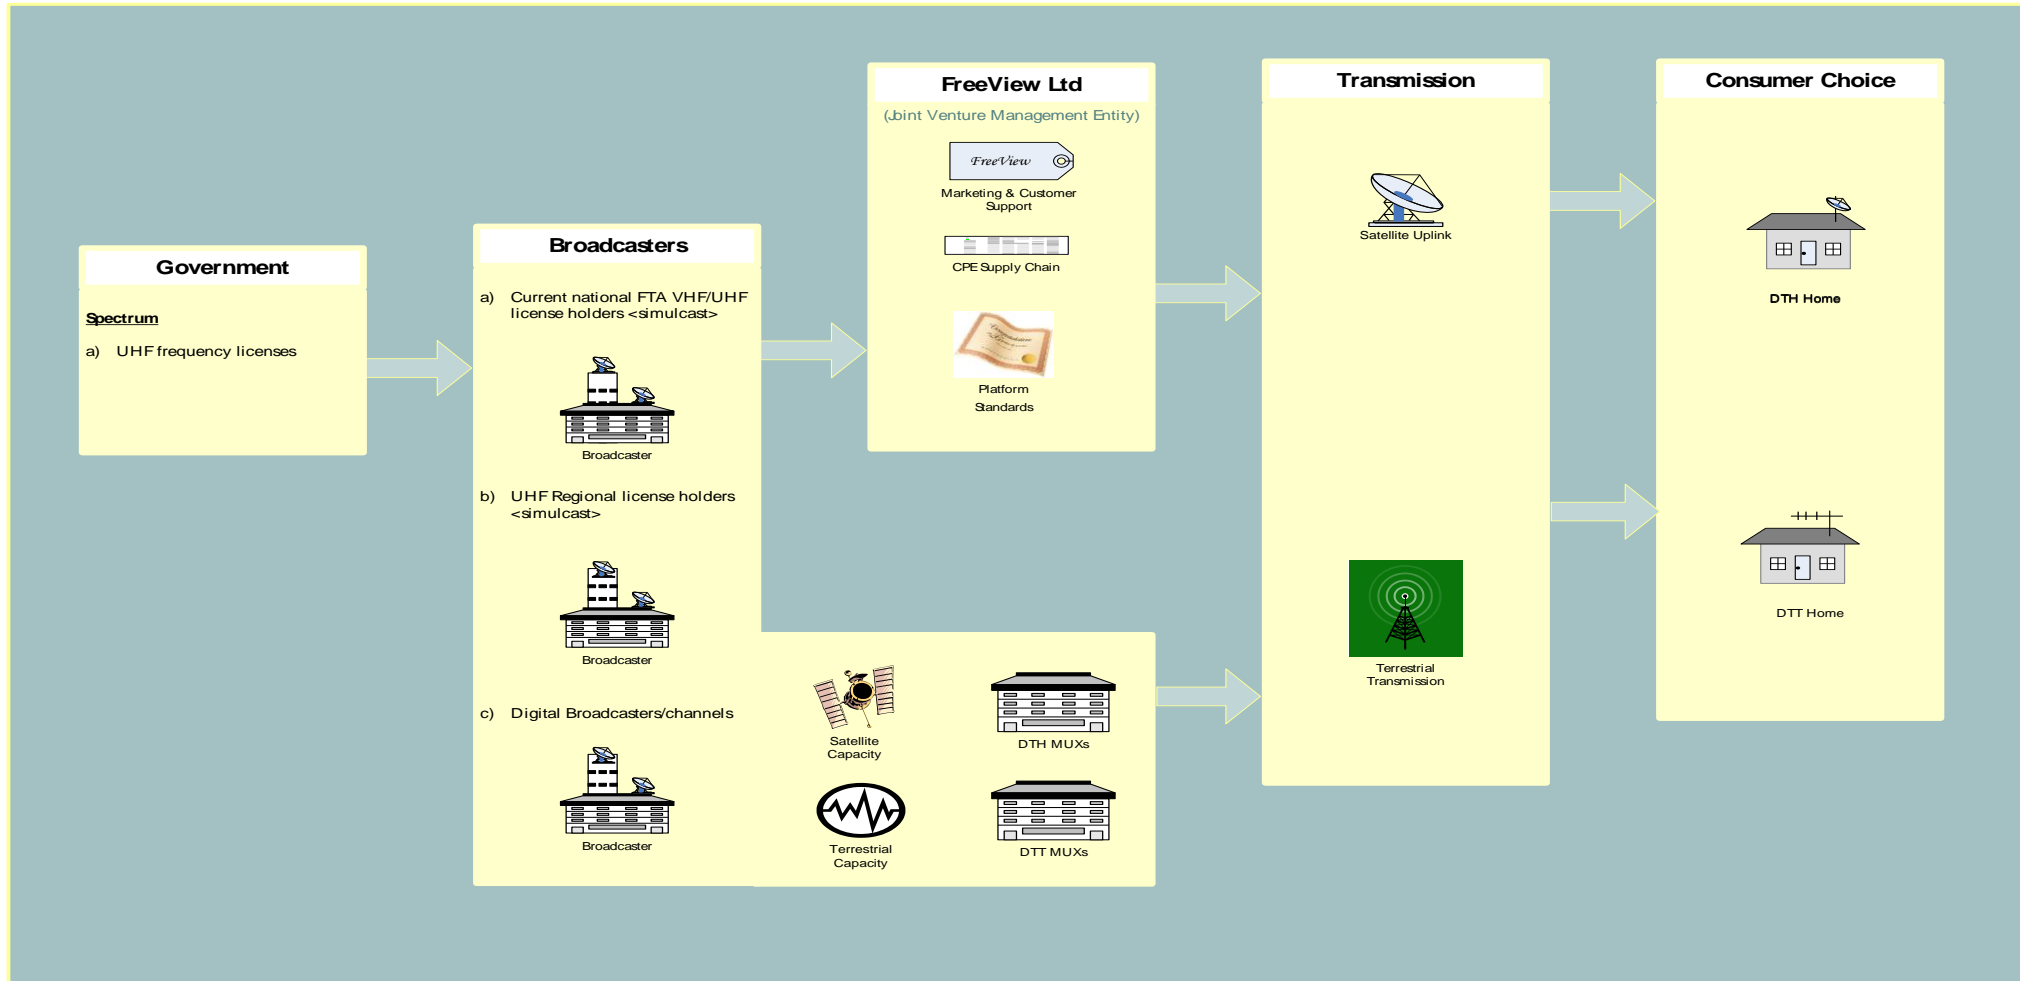 Government
Spectrum
a) UHF frequency licenses
Broadcasters
a) Current national FTA VHF/UHF
license holders <simulcast>
Broadcaster
b) UHF Regional license holders
<simulcast>
Broadcaster
c) Digital Broadcasters/channels
Broadcaster
Satellite
Capacity
DTH MUXs
Terrestrial
Capacity
DTT MUXs
FreeView Ltd
(Joint Venture Management Entity)
FreeView
Marketing & Customer
Support
CPE Supply Chain
Platform
Standards
Transmission
Satellite Uplink
Terrestrial
Transmission
Consumer Choice
DTH Home
DTT Home